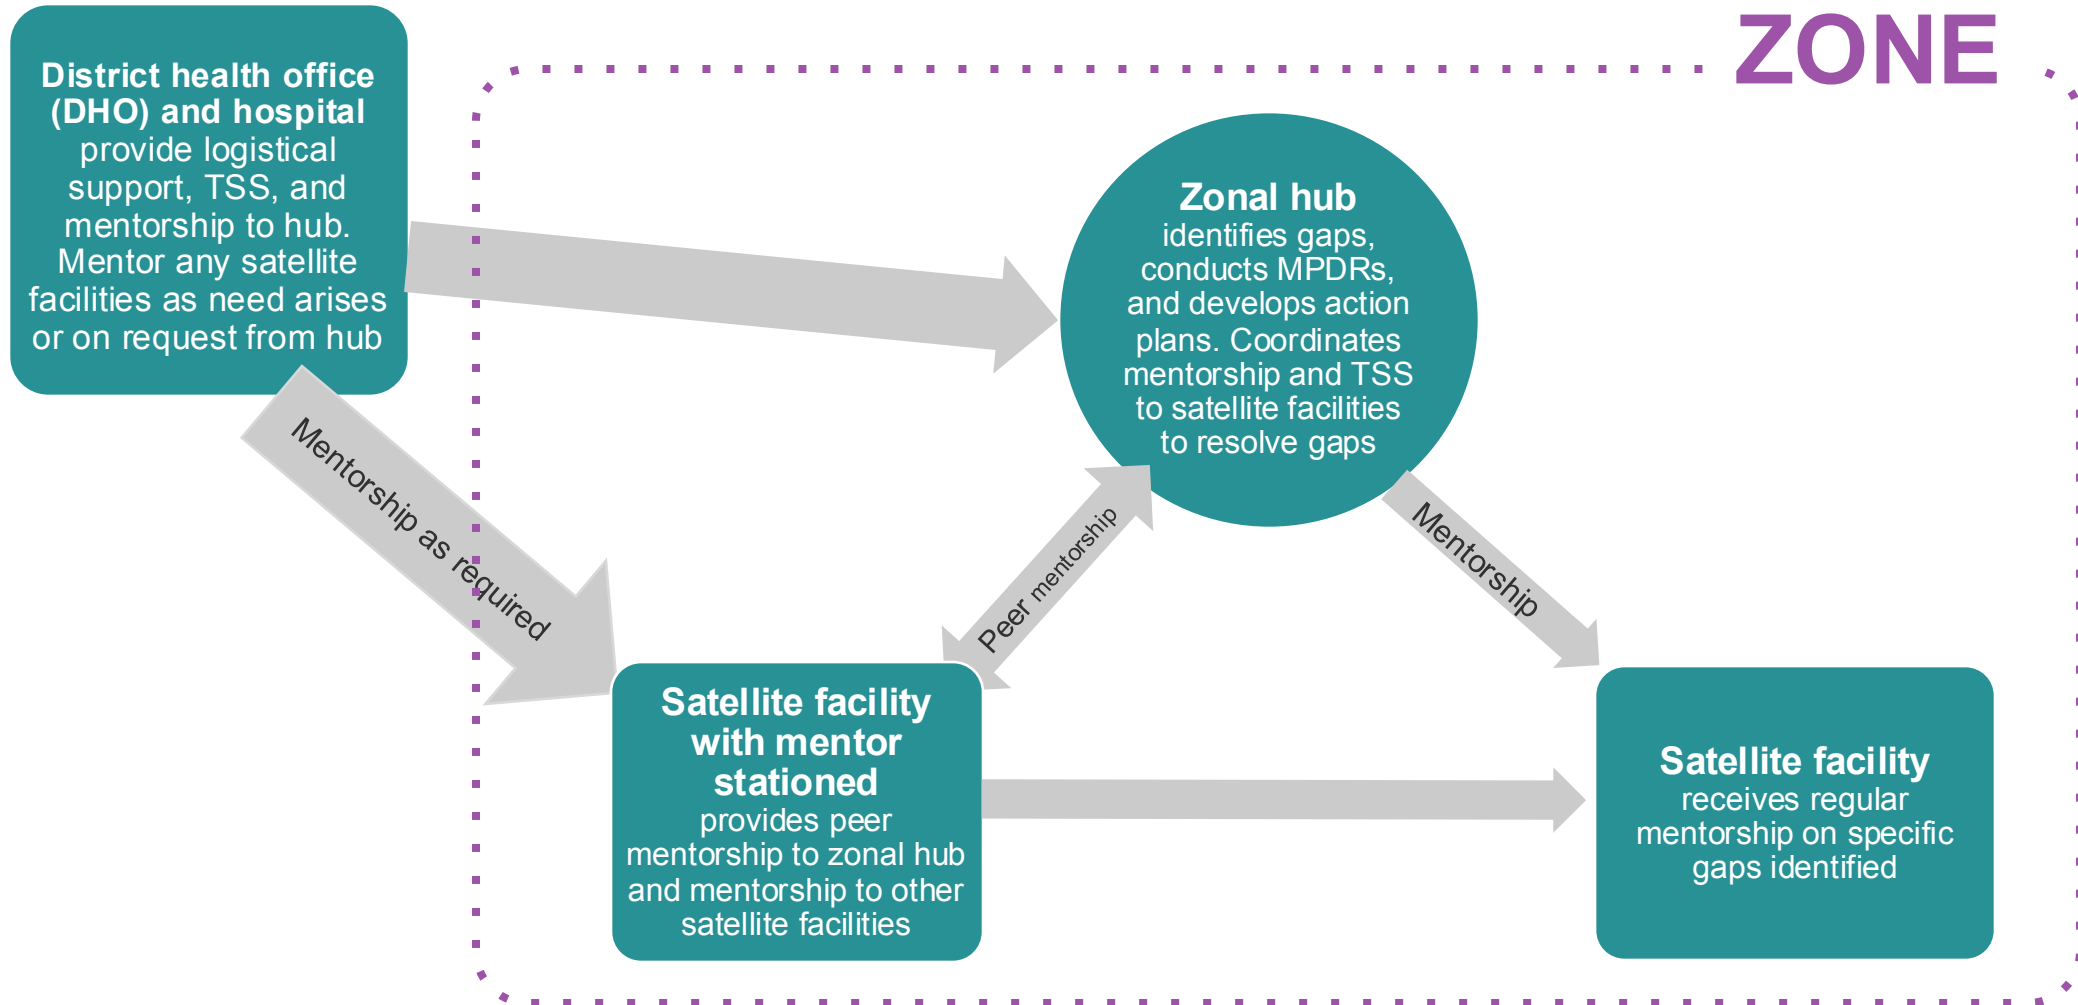 ZONE
District health office
(DHO) and hospital
provide logistical
support, TSS, and
mentorship to hub.
Mentor any satellite
facilities as need arises
or on request from hub
Zonal hub
identifies gaps,
conducts MPDRs,
and develops action
plans. Coordinates
mentorship and TSS
to satellite facilities
to resolve gaps
Mentorship as required
Peer mentorship
Mentorship
Satellite facility
with mentor
stationed
provides peer
mentorship to zonal hub
and mentorship to other
satellite facilities
Satellite facility
receives regular
mentorship on specific
gaps identified